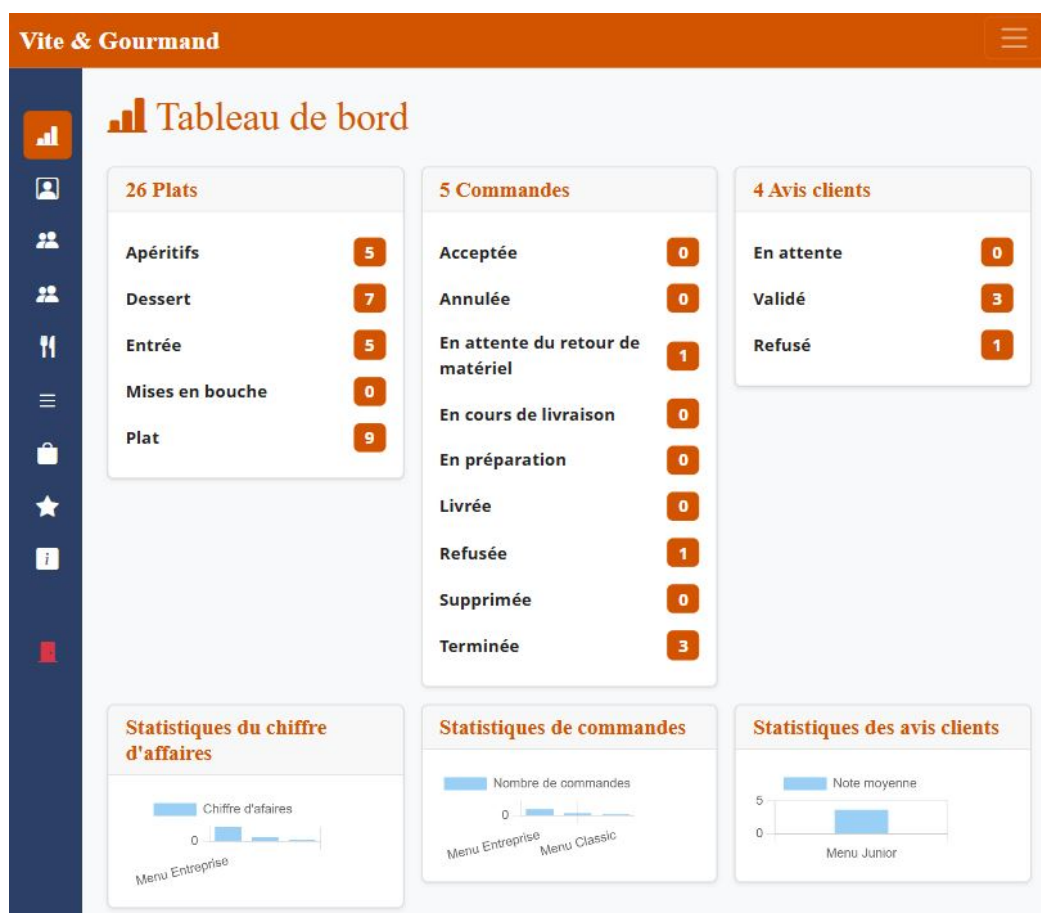 Vite & Gourmand
Tableau de bord
26 Plats
Apéritifs 5
Dessert 7
Entrée 5
Mises en bouche 0
Plat 9
5 Commandes
Acceptée 0
Annulée 0
En attente du retour de
matériel 1
En cours de livraison 0
En préparation 0
Livrée 0
Refusée 1
Supprimée 0
Terminée 3
4 Avis clients
En attente 0
Validé 3
Refusé 1
i
Statistiques du chiffre
d'affaires
Chiffre d'afaires
0
Menu Entreprise
Statistiques de commandes
Nombre de commandes
0
Menu Entreprise
Menu Classic
Statistiques des avis clients
Note moyenne
5
0
Menu Junior